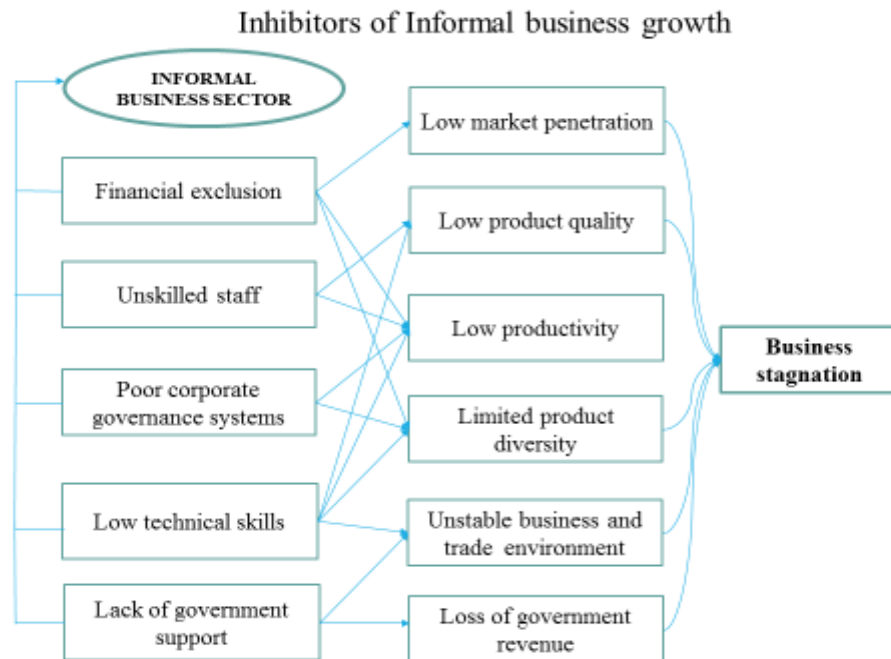 Inhibitors of Informal business growth
INFORMAL
BUSINESS SECTOR
Financial exclusion
Unskilled staff
Poor corporate
governance systems
Low technical skills
Lack of government
support
Low market penetration
Low product quality
Low productivity
Limited product
diversity
Unstable business and
trade environment
Loss of government
revenue
Business
stagnation